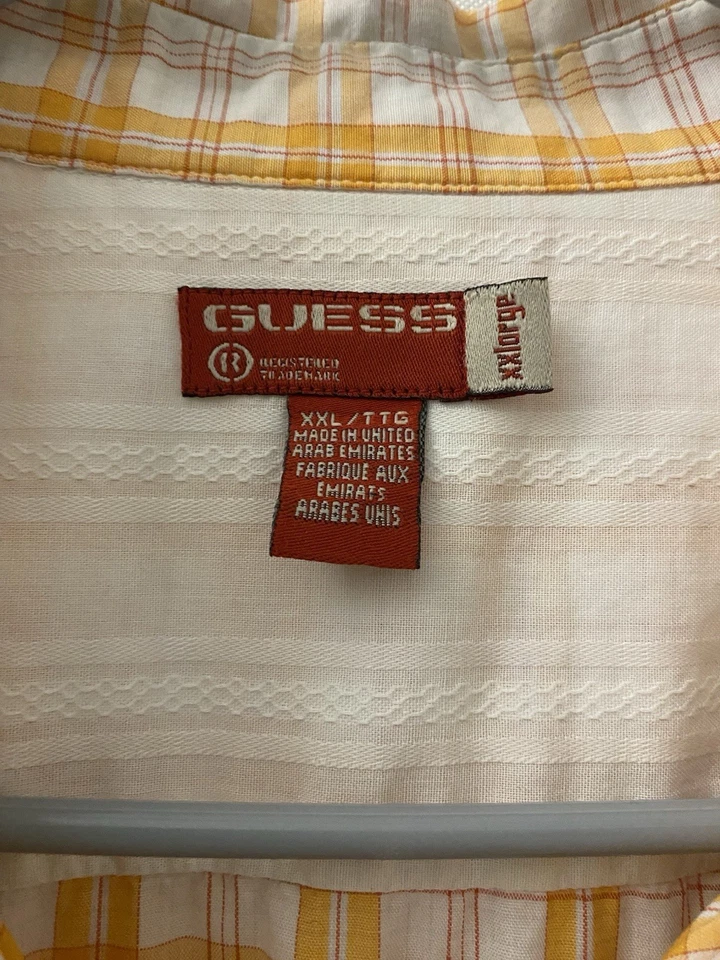 GUESS
xxlarge
R REGISTERED
TRADEMARK
XXL/TTG
MADE IN UNITED
ARAB EMIRATES
FABRIQUE AUX
EMIRATS
ARABES UNIS